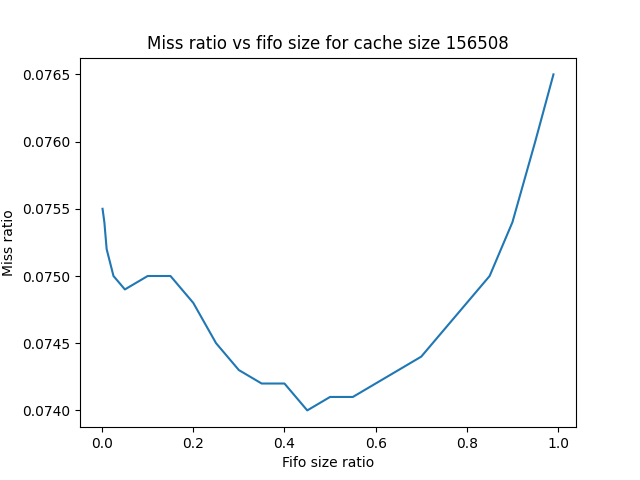 Miss ratio vs fifo size for cache size 156508
0.0765
0.0760
0.0755
0.0750
0.0745
0.0740
Miss ratio
0.0 0.2 0.4 0.6 0.8 1.0
Fifo size ratio